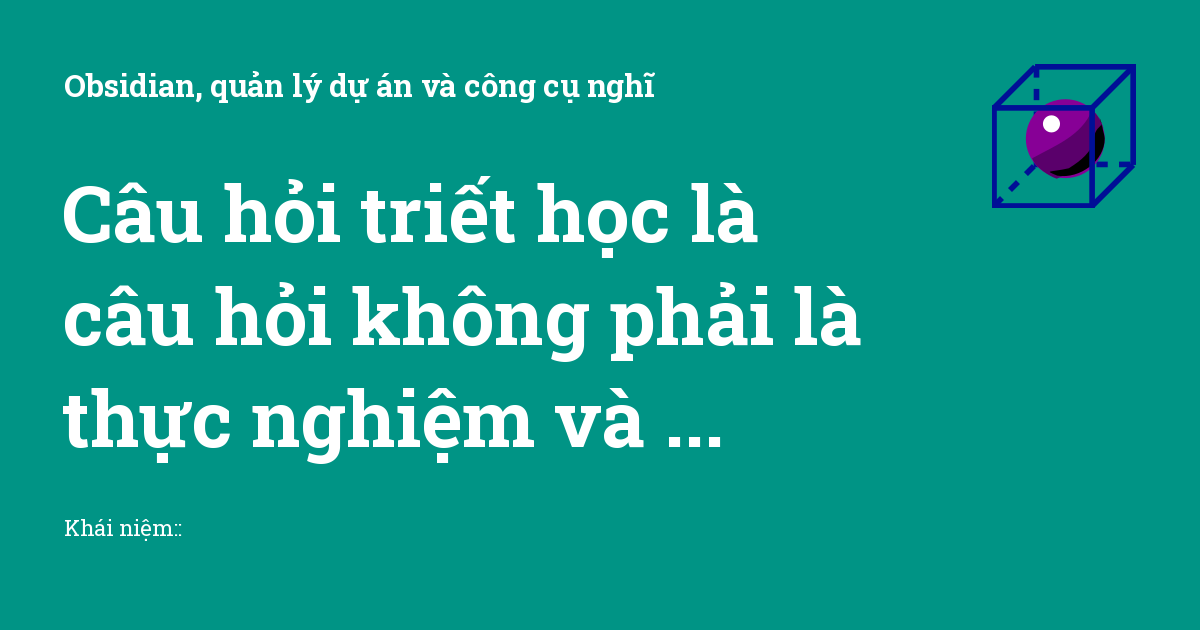 Obsidian, quản lý dự án và công cụ nghĩ
Câu hỏi triết học là
câu hỏi không phải là
thực nghiệm và ...
Khái niệm::